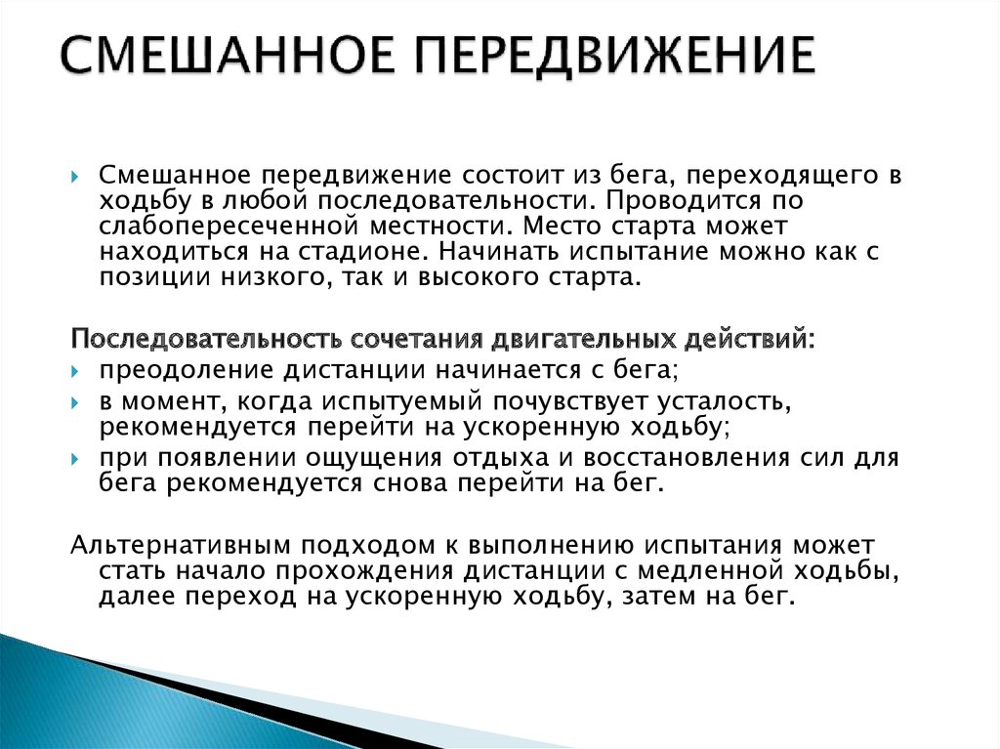 СМЕШАННОЕ ПЕРЕДВИЖЕНИЕ
Смешанное передвижение состоит из бега, переходящего в
ходьбу в любой последовательности. Проводится по
слабопересеченной местности. Место старта может
находиться на стадионе. Начинать испытание можно как с
позиции низкого, так и высокого старта.
Последовательность сочетания двигательных действий:
преодоление дистанции начинается с бега;
в момент, когда испытуемый почувствует усталость,
рекомендуется перейти на ускоренную ходьбу;
при появлении ощущения отдыха и восстановления сил для
бега рекомендуется снова перейти на бег.
Альтернативным подходом к выполнению испытания может
стать начало прохождения дистанции с медленной ходьбы,
далее переход на ускоренную ходьбу, затем на бег.